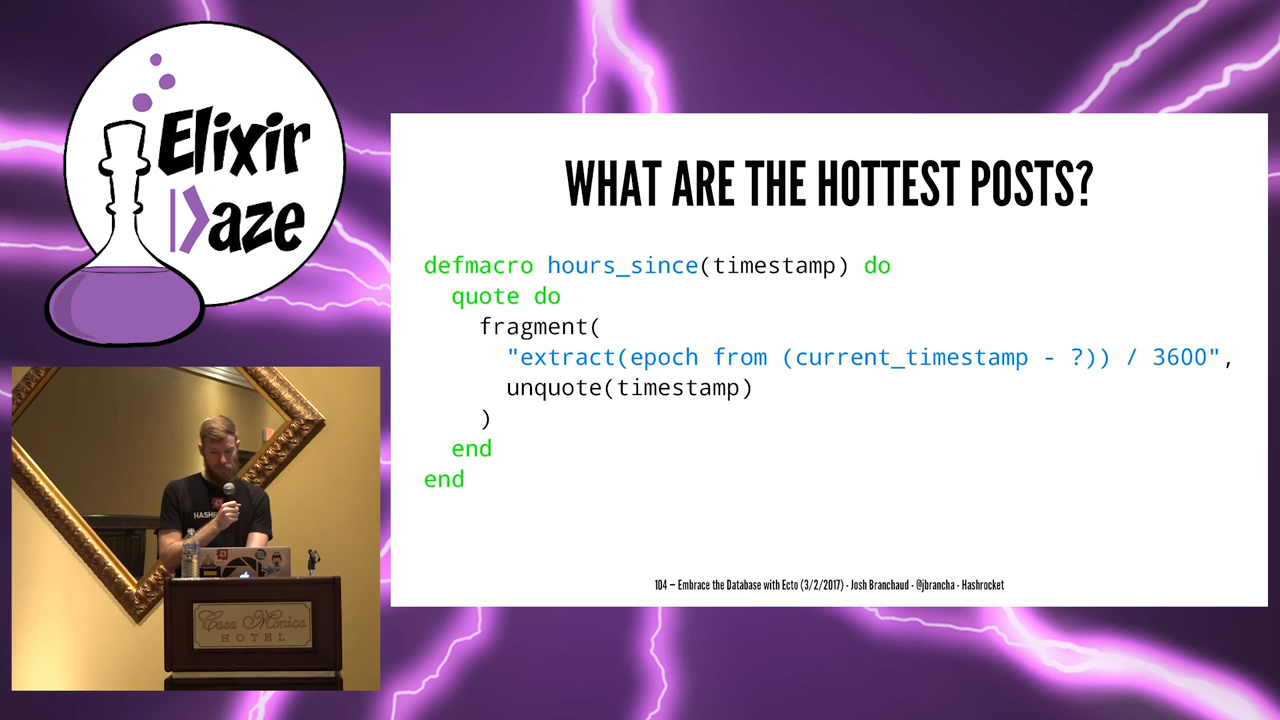 Elixir
Daze
WHAT ARE THE HOTTEST POSTS?
defmacro hours_since(timestamp) do
  quote do
    fragment(
      "extract(epoch from (current_timestamp - ?)) / 3600",
      unquote(timestamp)
    )
  end
end
104 — Embrace the Database with Ecto (3/2/2017) - Josh Branchaud - @jbrancha - Hashrocket
Casa Monica
HOTEL